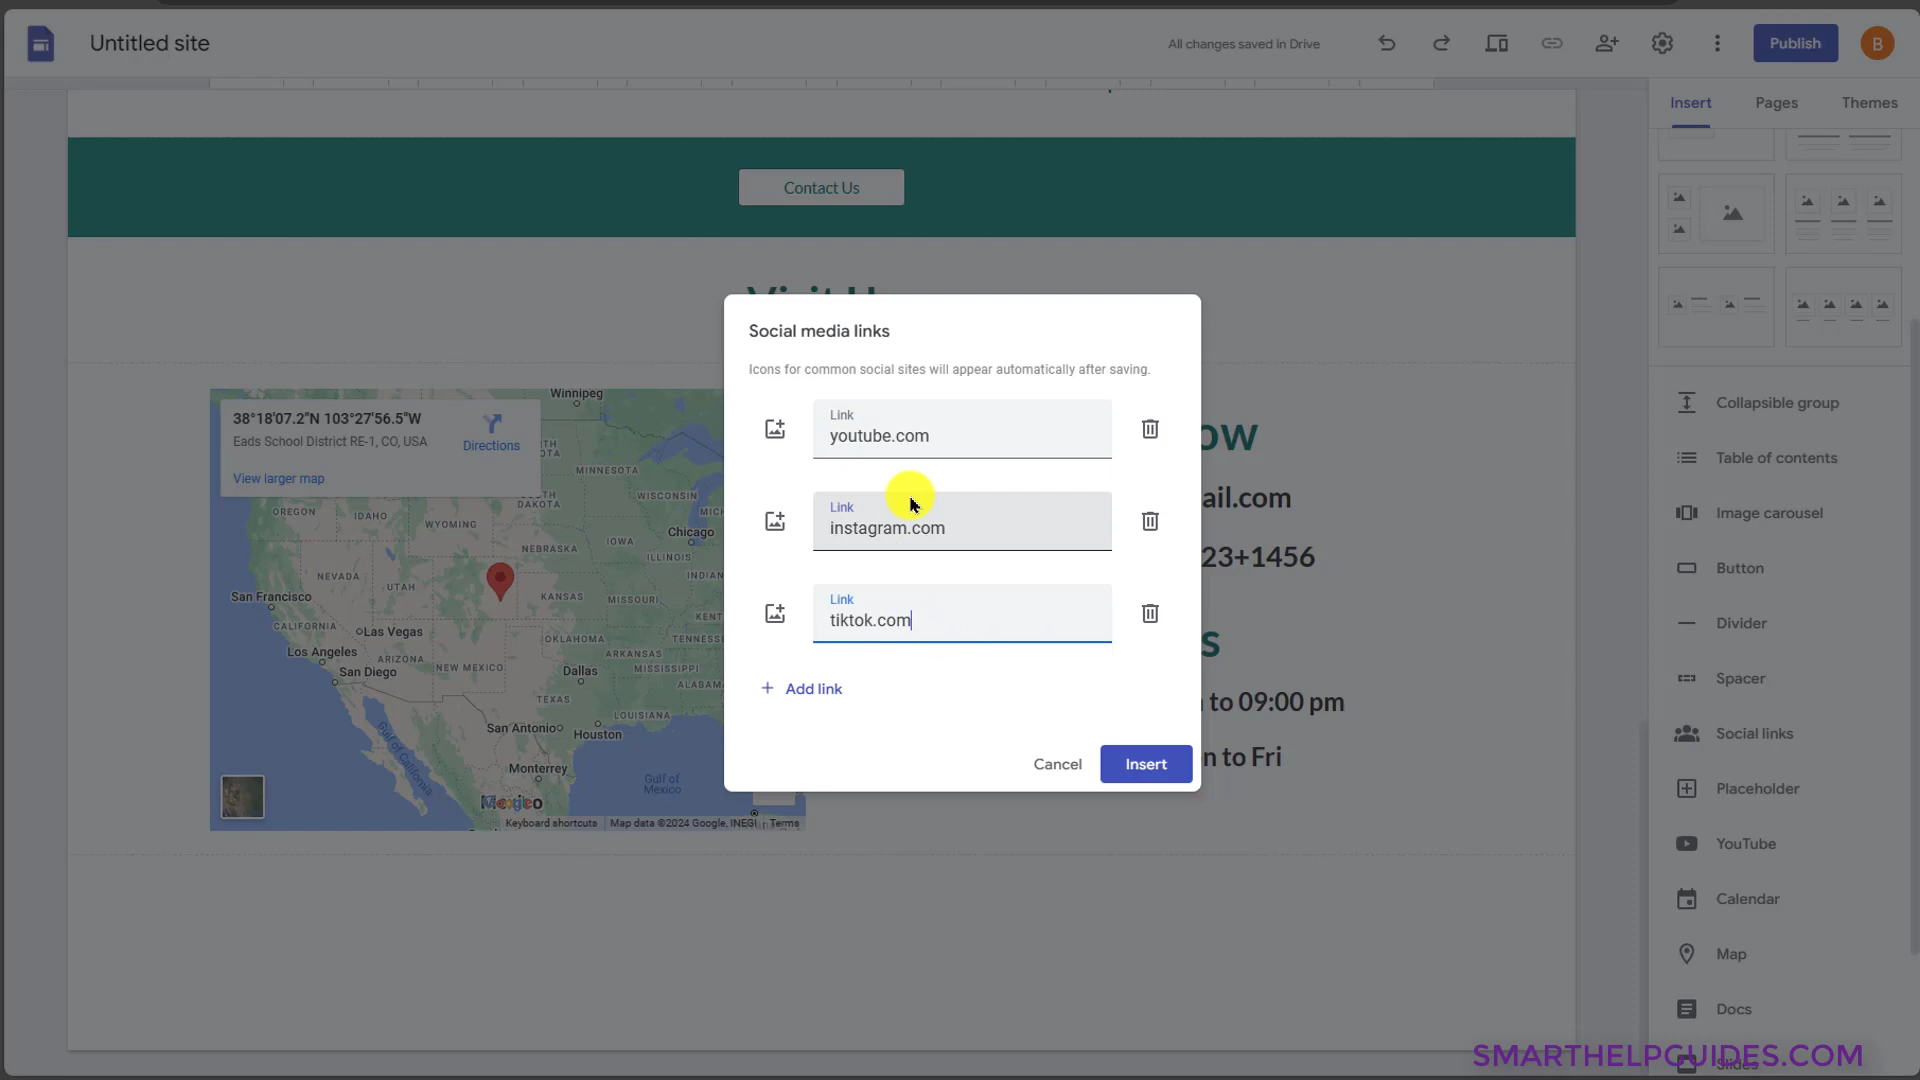 Untitled site
All changes saved in Drive
Publish
B
Insert
Pages
Themes
Contact Us
Social media links
Icons for common social sites will appear automatically after saving.
Link
youtube.com
Link
instagram.com
Link
tiktok.com
+ Add link
Cancel
Insert
38°18'07.2"N 103°27'56.5"W
Eads School District RE-1, CO, USA
Directions
View larger map
Winnipeg
MINNESOTA
OREGON
IDAHO
WYOMING
WISCONSIN
Chicago
NEBRASKA
IOWA
ILLINOIS
NEVADA
UTAH
KANSAS
MISSOURI
San Francisco
CALIFORNIA
Las Vegas
OKLAHOMA
Los Angeles
ARIZONA
NEW MEXICO
ARKANSAS
MISSISSIPPI
San Diego
Dallas
TEXAS
LOUISIANA
San Antonio
Houston
Gulf of California
Monterrey
Gulf of
Mexico
Keyboard shortcuts
Map data ©2024 Google, INEGI
Terms
ail.com
23+1456
to 09:00 pm
n to Fri
Collapsible group
Table of contents
Image carousel
Button
Divider
Spacer
Social links
Placeholder
YouTube
Calendar
Map
Docs
Slides
SMARTHELPGUIDES.COM